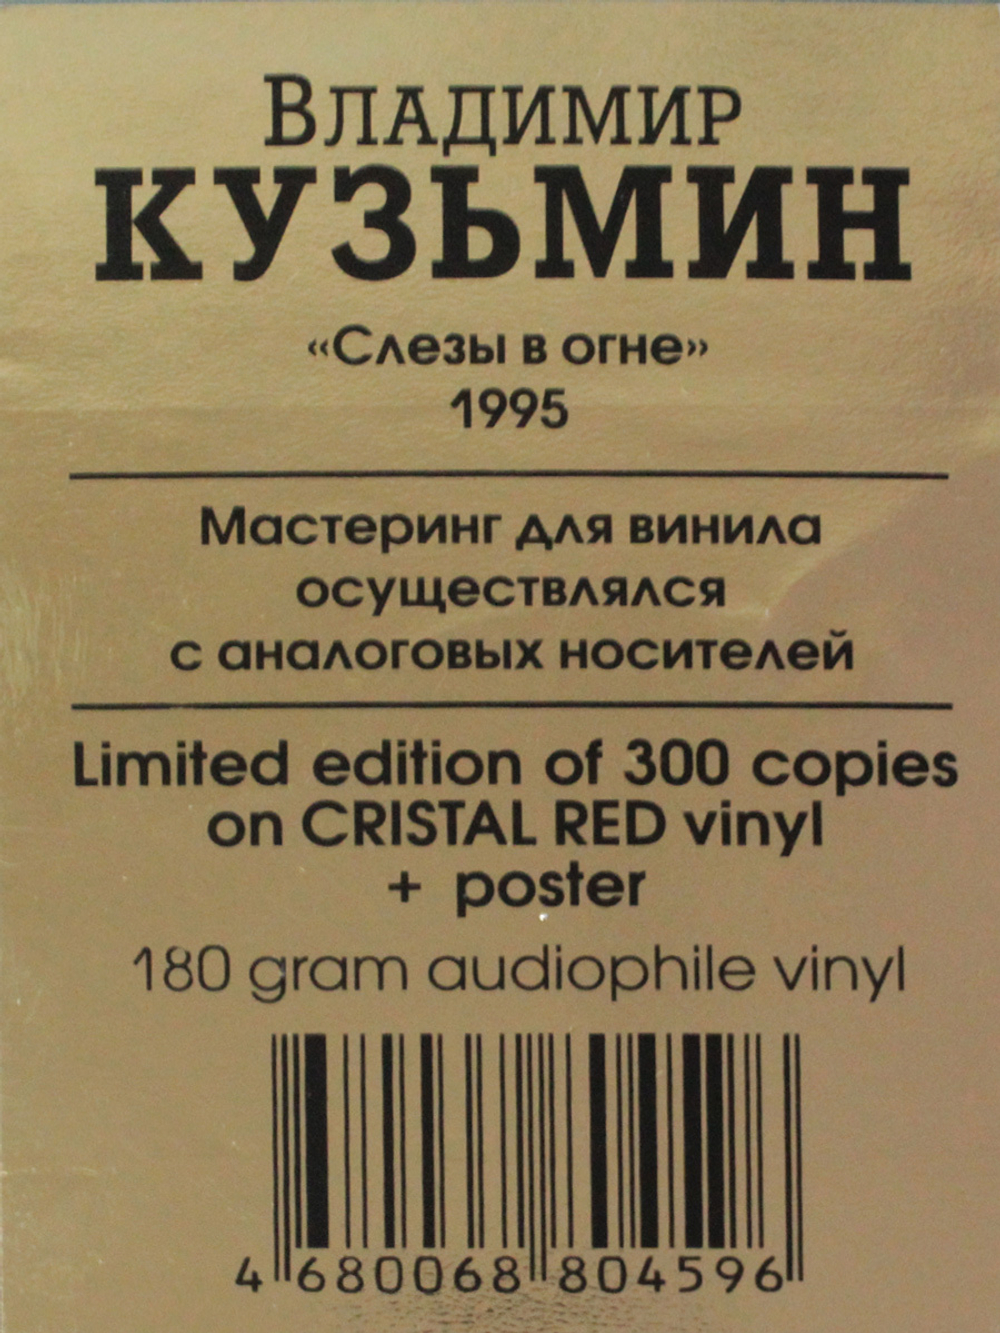 Владимир
КУЗЬМИН
«Слезы в огне»
1995
Мастеринг для винила
осуществлялся
с аналоговых носителей
Limited edition of 300 copies
on CRISTAL RED vinyl
+ poster
180 gram audiophile vinyl
4 680068 804596